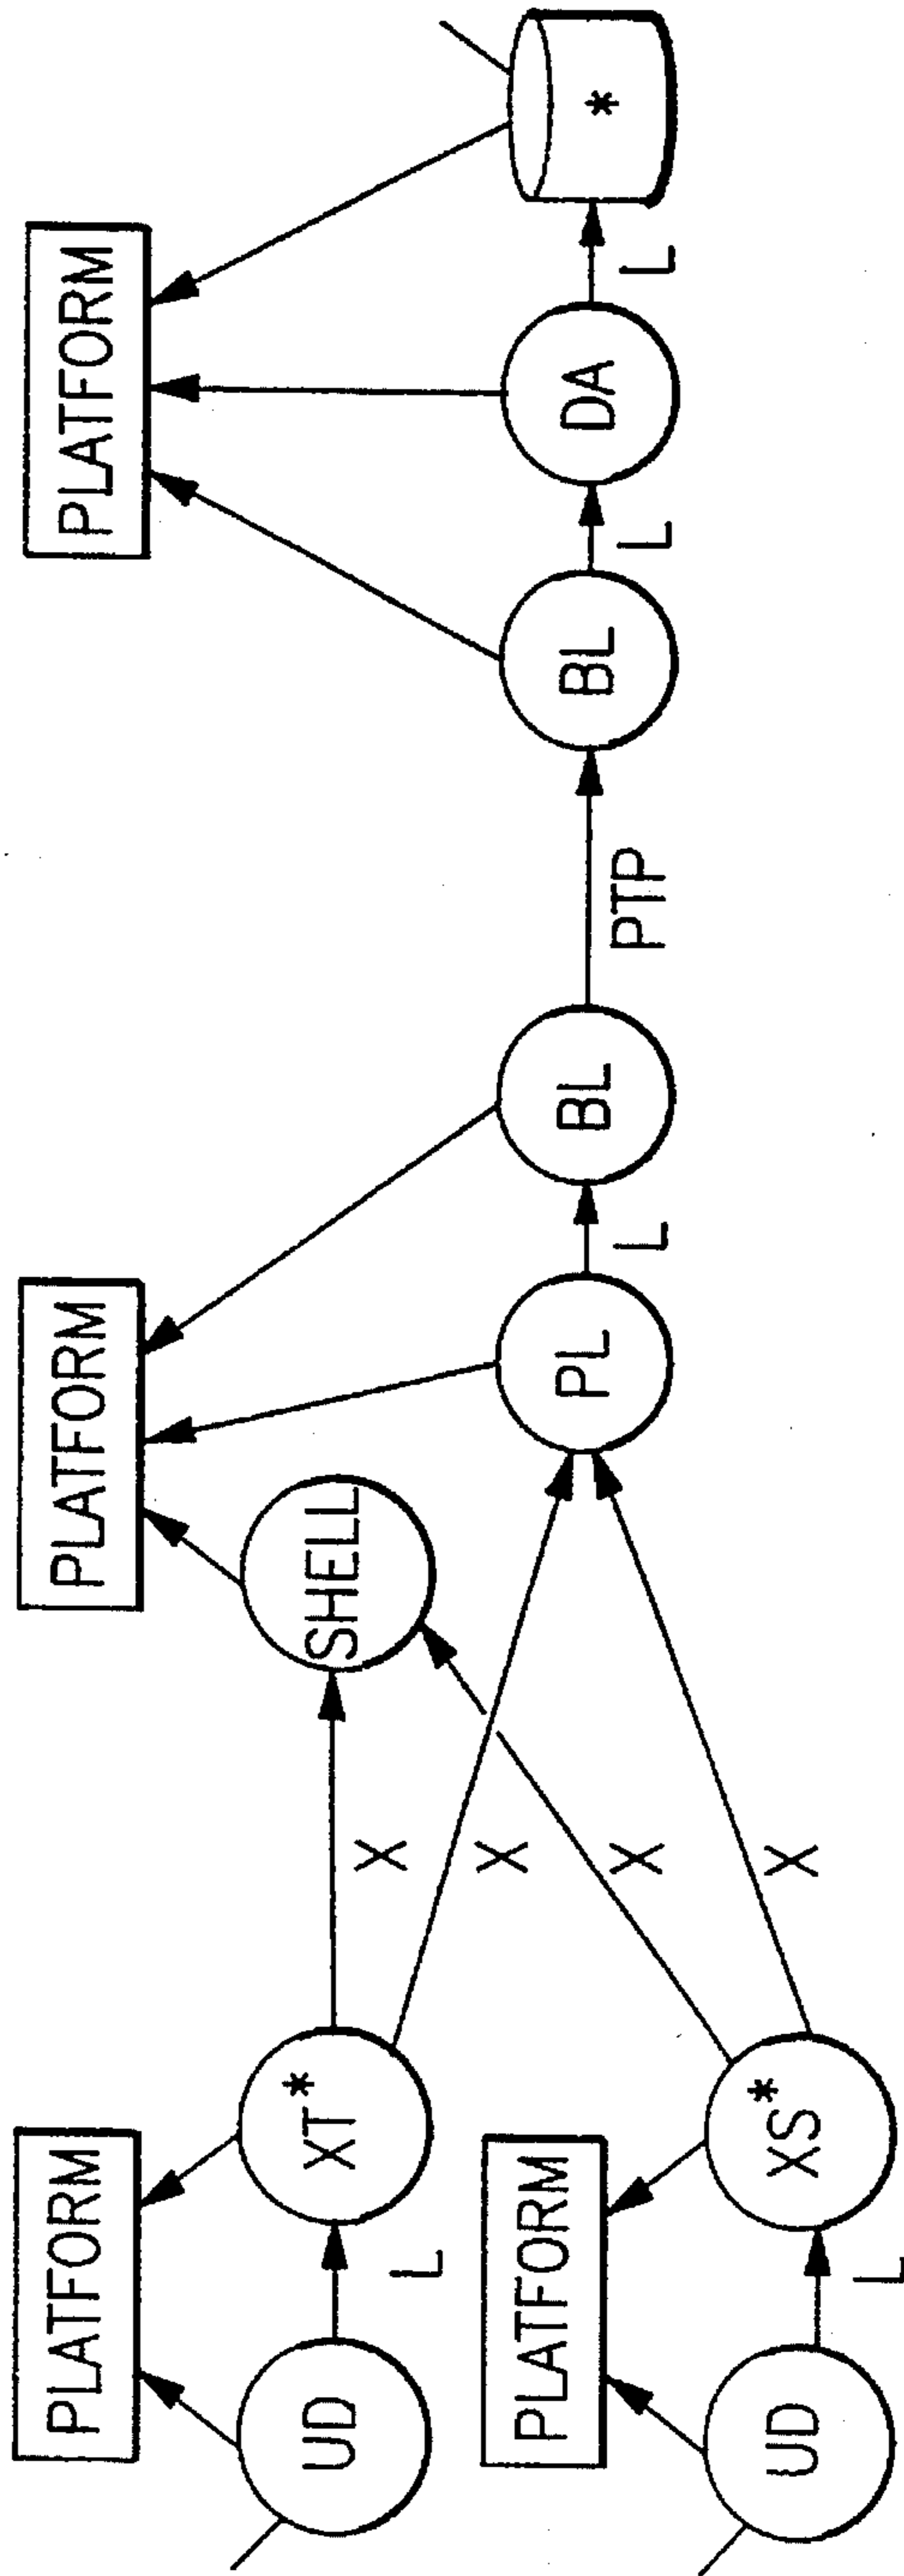 PLATFORM
PLATFORM
PLATFORM
UD
L
XT*
X
SHELL
X
PL
L
BL
PTP
BL
L
DA
L
*
X
PLATFORM
X
UD
L
XS*